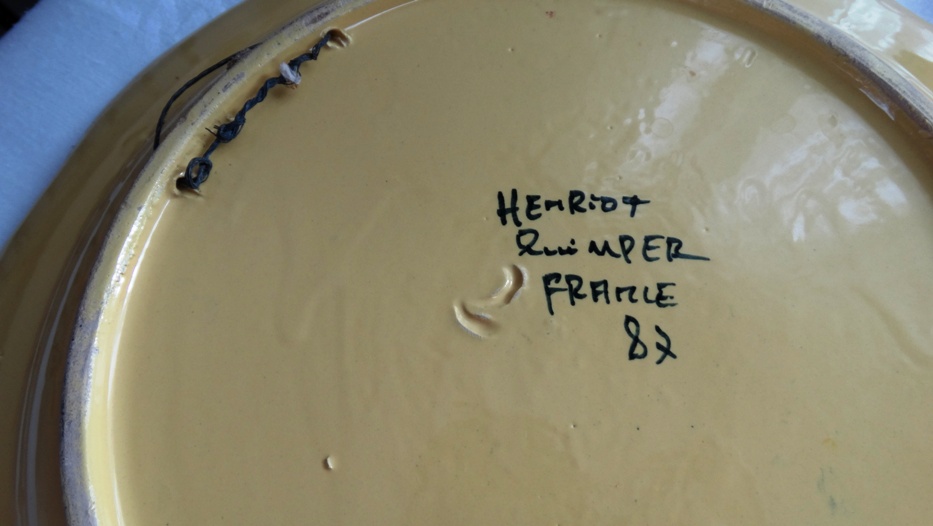 HENRIOT
QUIMPER
FRANCE
87